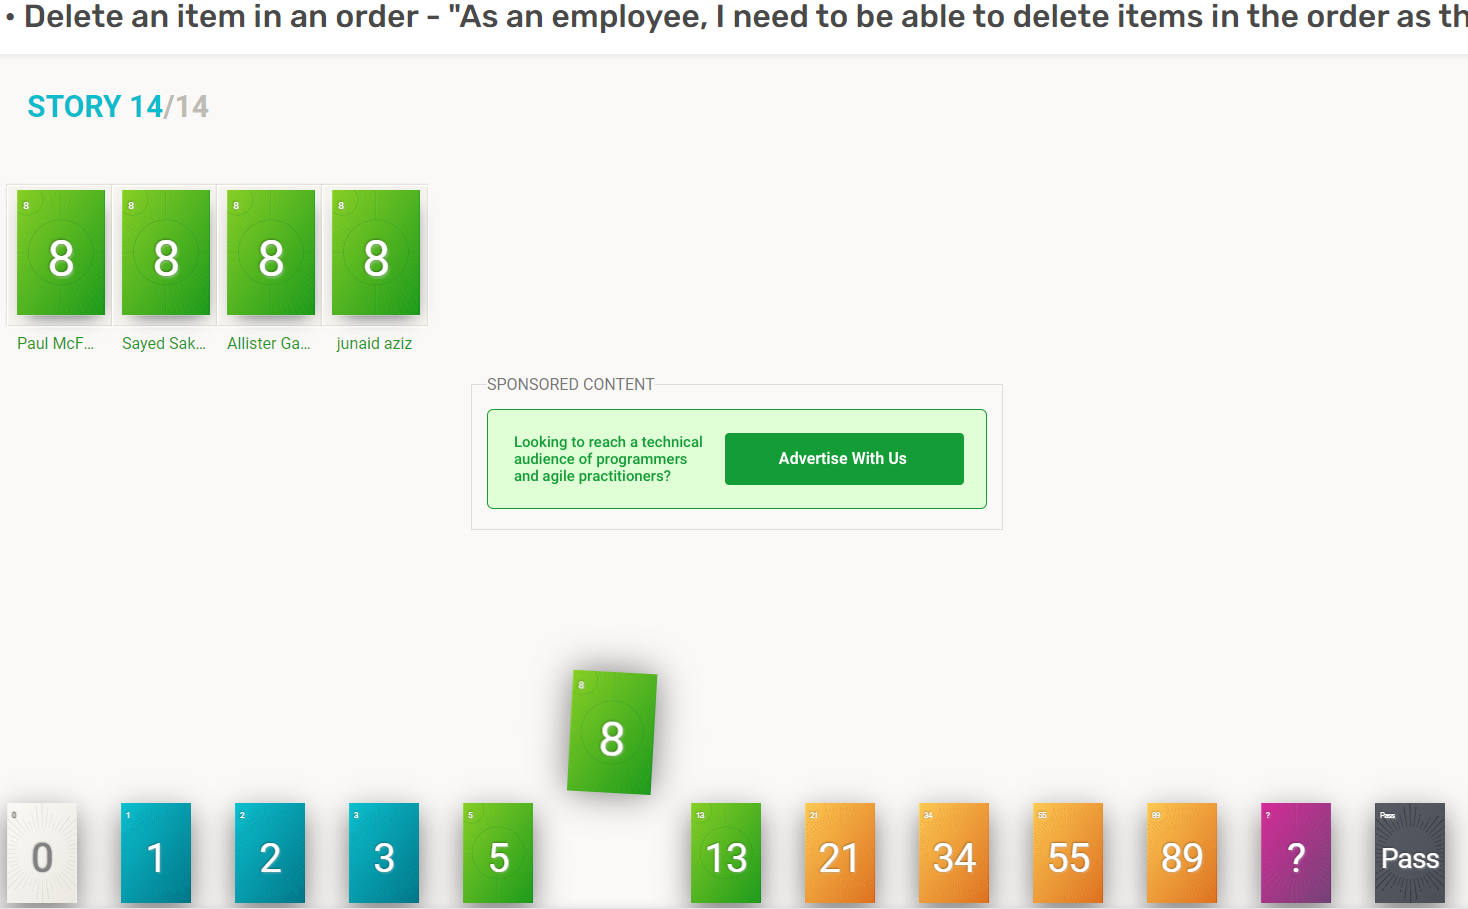 • Delete an item in an order - "As an employee, I need to be able to delete items in the order as th
STORY 14/14
8 8 8 8
8 8 8 8
Paul McF... Sayed Sak... Allister Ga... junaid aziz
SPONSORED CONTENT
Looking to reach a technical
audience of programmers
and agile practitioners?
Advertise With Us
8
8
0 1 2 3 5 13 21 34 55 89 ? Pass
0 1 2 3 5 13 21 34 55 89 ? Pass